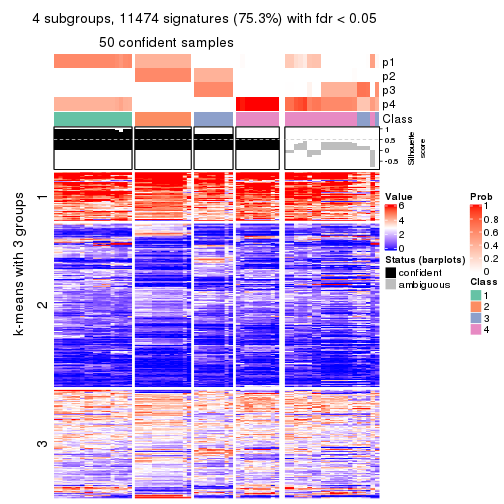 4 subgroups, 11474 signatures (75.3%) with fdr < 0.05
50 confident samples
p1
p2
p3
p4
Class
1
0.5
0
-0.5
Silhouette
score
k-means with 3 groups
1
2
3
Value
6
4
2
0
Status (barplots)
confident
ambiguous
Prob
1
0.8
0.6
0.4
0.2
0
Class
1
2
3
4